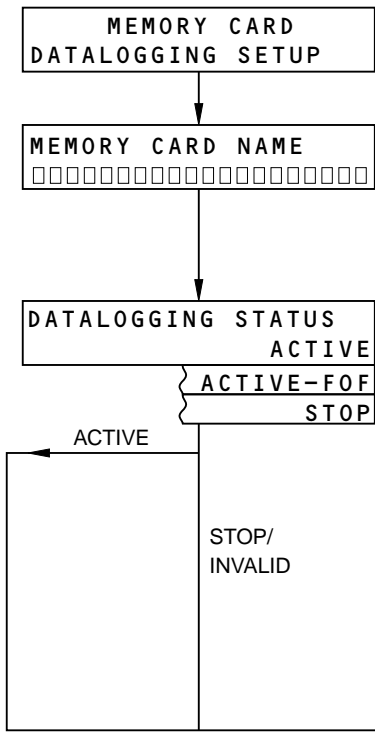 MEMORY CARD
DATALOGGING SETUP
MEMORY CARD NAME
DATALOGGING STATUS
ACTIVE
ACTIVE-FOF
STOP
ACTIVE
STOP/
INVALID